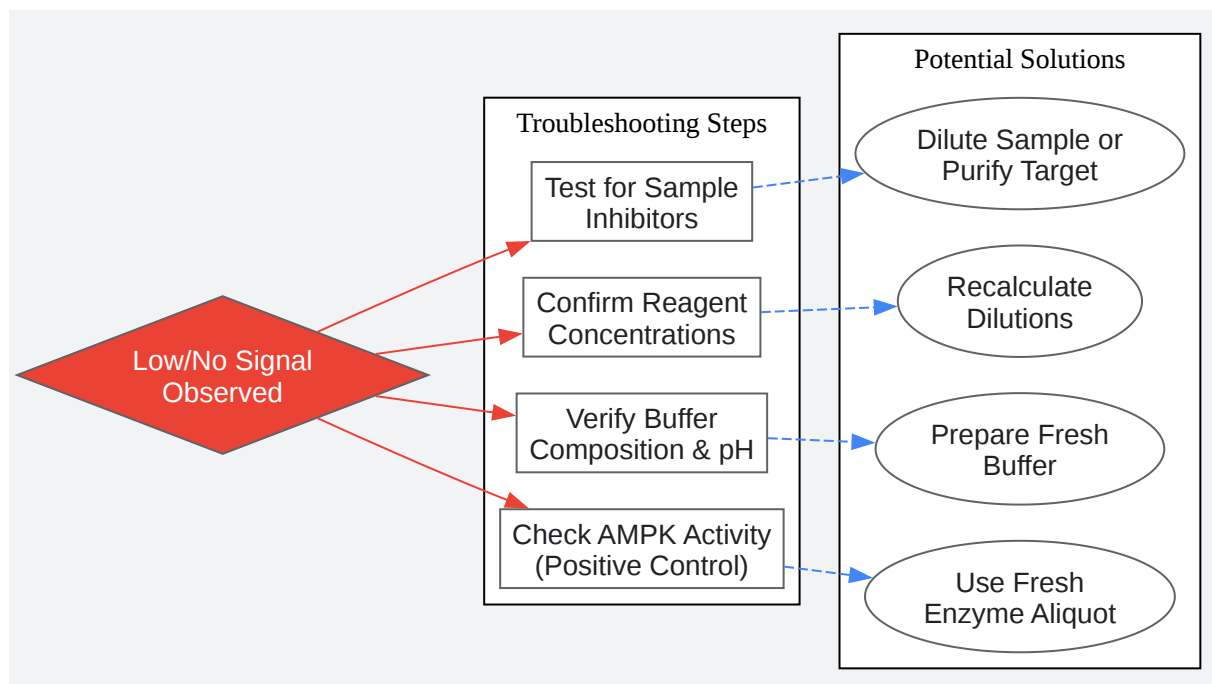 Low/No Signal
Observed
Troubleshooting Steps
Test for Sample
Inhibitors
Confirm Reagent
Concentrations
Verify Buffer
Composition & pH
Check AMPK Activity
(Positive Control)
Potential Solutions
Dilute Sample or
Purify Target
Recalculate
Dilutions
Prepare Fresh
Buffer
Use Fresh
Enzyme Aliquot